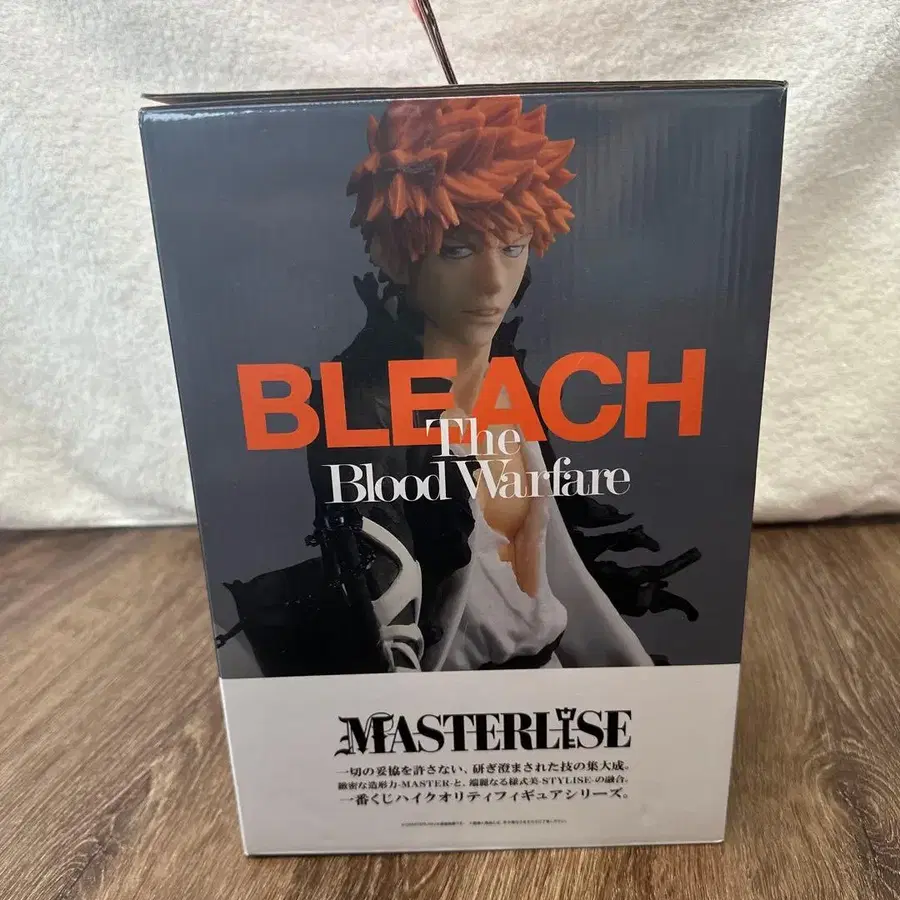 BLEACH
The
Blood Warfare
MASTERLISE
一切の妥協を許さない、研ぎ澄まされた技の集大成。
緻密な造形力-MASTER-と、端麗なる様式美-STYLISE-の融合。
一番くじハイクオリティフィギュアシリーズ。